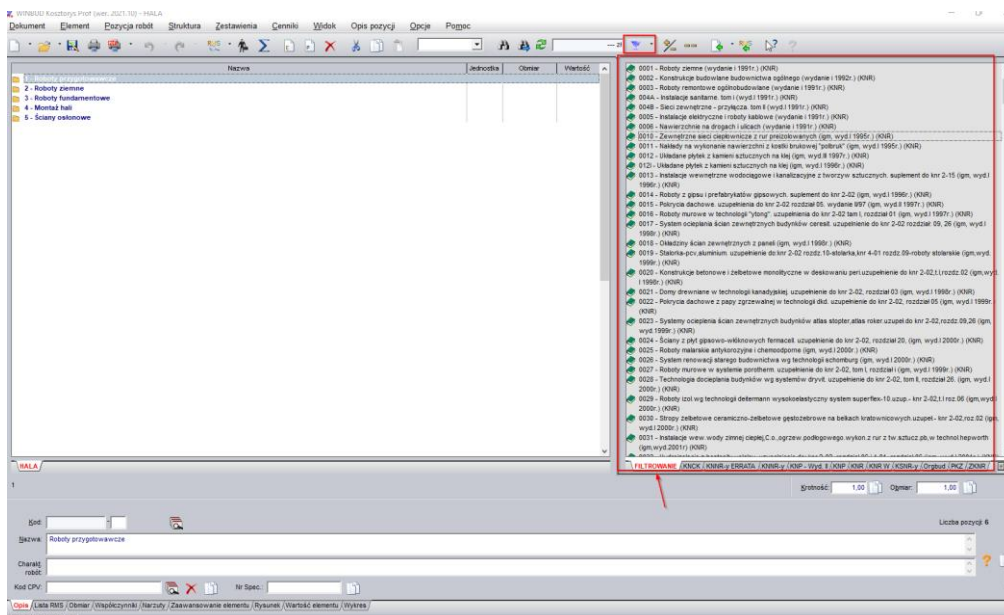 WINBUD Kosztorys Prof (wer. 2021.10) - HALA
Dokument Element Pozycja robót Struktura Zestawienia Cenniki Widok Opis pozycji Opcje Pomoc
Nazwa Jednostka Obmiar Wartość
1 - Roboty przygotowawcze
2 - Roboty ziemne
3 - Roboty fundamentowe
4 - Montaż hali
5 - Ściany osłonowe
0001 - Roboty ziemne (wydanie i 1991r.) (KNR)
0002 - Konstrukcje budowlane budownictwa ogólnego (wydanie i 1992r.) (KNR)
0003 - Roboty remontowe ogólnobudowlane (wydanie i 1991r.) (KNR)
004A - Instalacje sanitarne. tom i (wyd.I 1991r.) (KNR)
004B - Sieci zewnętrzne - przyłącza. tom II (wyd.I 1991r.) (KNR)
0005 - Instalacje elektryczne i roboty kablowe (wydanie i 1991r.) (KNR)
0006 - Nawierzchnie na drogach i ulicach (wydanie i 1991r.) (KNR)
0010 - Zewnętrzne sieci ciepłownicze z rur preizolowanych (igm, wyd.I 1995r.) (KNR)
0011 - Nakłady na wykonanie nawierzchni z kostki brukowej "polbruk" (igm, wyd.I 1995r.) (KNR)
0012 - Układane płytek z kamieni sztucznych na klej (igm, wyd.II 1997r.) (KNR)
012I - Układane płytek z kamieni sztucznych na klej (igm, wyd.I 1996r.) (KNR)
0013 - Instalacje wewnętrzne wodociągowe i kanalizacyjne z tworzyw sztucznych. suplement do knr 2-15 (igm, wyd.I
1996r.) (KNR)
0014 - Roboty z gipsu i prefabrykatów gipsowych. suplement do knr 2-02 (igm, wyd.I 1996r.) (KNR)
0015 - Pokrycia dachowe. uzupełnienia do knr 2-02 rozdział 05. wydanie II/97 (igm, wyd.II 1997r.) (KNR)
0016 - Roboty murowe w technologii "ytong". uzupełnienia do knr 2-02 tom I, rozdział 01 (igm, wyd.I 1997r.) (KNR)
0017 - System ocieplania ścian zewnętrznych budynków ceresit. uzupełnienie do knr 2-02, rozdział: 09, 26 (igm, wyd.I
1998r.) (KNR)
0018 - Okładziny ścian zewnętrznych z paneli (igm, wyd.I 1998r.) (KNR)
0019 - Stalorka-pcv,aluminium. uzupełnienie do:knr 2-02 rozdz.10-stolarka,knr 4-01 rozdz.09-roboty stolarskie (igm,wyd.
1999r.) (KNR)
0020 - Konstrukcje betonowe i żelbetowe monolityczne w deskowaniu peri.uzupełnienie do knr 2-02,t.I,rozdz.02 (igm,wyd.
I 1998r.) (KNR)
0021 - Domy drewniane w technologii kanadyjskiej. uzupełnienie do knr 2-02, rozdział 03 (igm, wyd.I 1998r.) (KNR)
0022 - Pokrycia dachowe z papy zgrzewalnej w technologii dkd. uzupełnienie do knr 2-02, rozdział 05 (igm, wyd.I 1999r.)
(KNR)
0023 - Systemy ocieplenia ścian zewnętrznych budynków atlas stopter,atlas roker.uzupeł.do knr 2-02,rozdz.09,26 (igm,
wyd.1999r.) (KNR)
0024 - Ściany z płyt gipsowo-włóknowych fermacell. uzupełnienie do knr 2-02, rozdział 20, (igm, wyd.I 2000r.) (KNR)
0025 - Roboty malarskie antykorozyjne i chemoodporne (igm, wyd.I 2000r.) (KNR)
0026 - System renowacji starego budownictwa wg technologii schomburg (igm, wyd.I 2000r.) (KNR)
0027 - Roboty murowe w systemie porotherm. uzupełnienie do knr 2-02, tom I, rozdział i (igm, wyd.I 1999r.) (KNR)
0028 - Technologia docieplania budynków wg systemów dryvit. uzupełnienie do knr 2-02, tom II, rozdział 26. (igm, wyd.I
2000r.) (KNR)
0029 - Roboty izol.wg technologii deitermann wysokoelastyczny system superflex-10.uzup.- knr 2-02,t.I roz.06 (igm,wyd.I
2000r.) (KNR)
0030 - Stropy żelbetowe ceramiczno-żelbetowe gęstożebrowe na belkach kratownicowych.uzupeł- knr 2-02,roz.02 (igm,
wyd.I 2000r.) (KNR)
0031 - Instalacje wew.wody zimnej ciepłej,C.o.,ogrzew.podłogowego wykon.z rur z tw.sztucz.pb,w technol.hepworth
(igm,wyd.2001r) (KNR)
HALA
FILTROWANE KNCK KNNR-y ERRATA KNNR-y KNP - Wyd. II KNP KNR KNR W KSNR-y Orgbud PKZ ZKNR
1
Krotność: 1,00 Obmiar: 1,00
Kod: -
Liczba pozycji: 6
Nazwa: Roboty przygotowawcze
Charakt.
robót:
Kod CPV: Nr Spec.:
Opis Lista RMS Obmiar Współczynniki Narzuty Zaawansowanie elementu Rysunek Wartość elementu Wykres